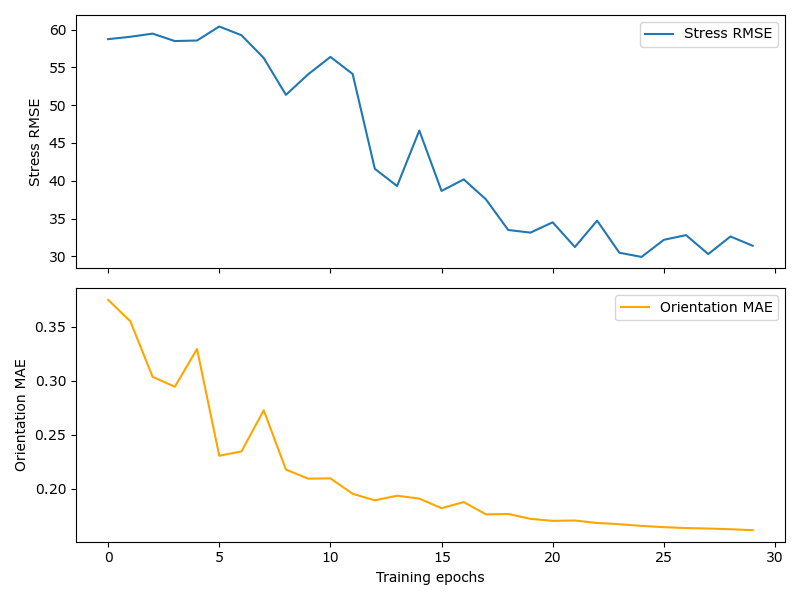 60
55
50
45
40
35
30
Stress RMSE
Stress RMSE
0.35
0.30
0.25
0.20
Orientation MAE
Orientation MAE
0 5 10 15 20 25 30
Training epochs